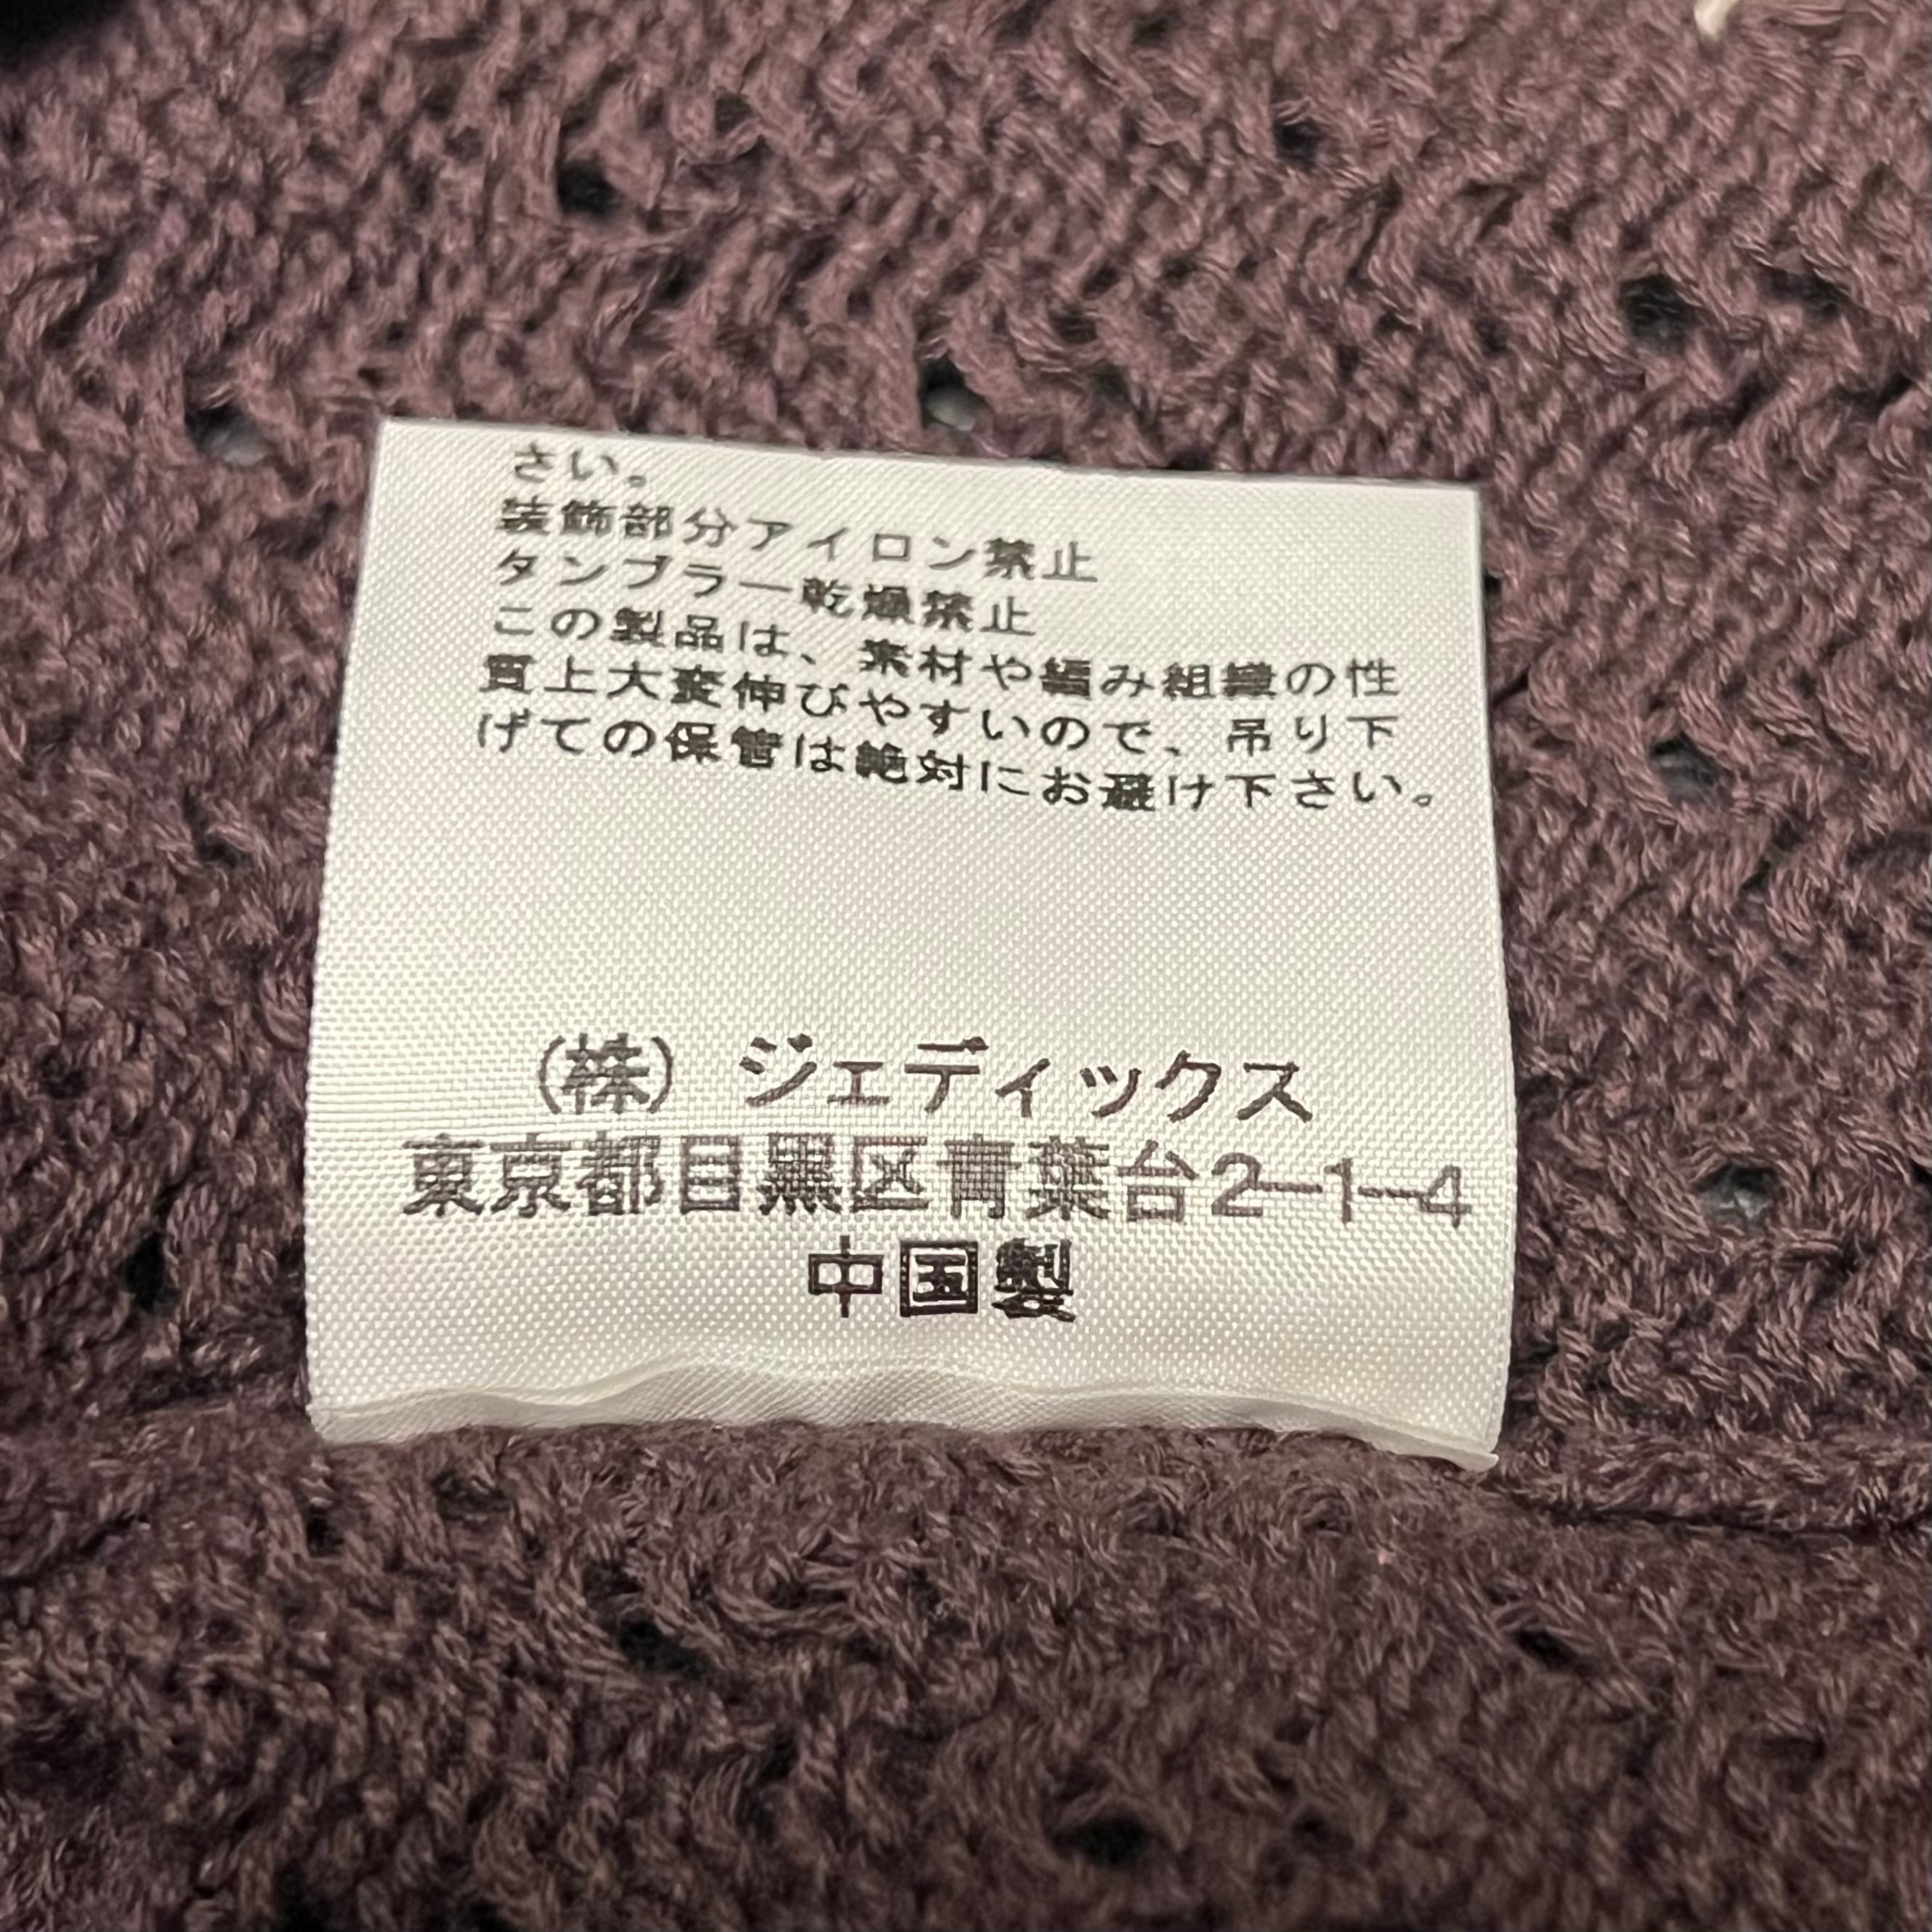 さい。
装飾部分アイロン禁止
タンブラー乾燥禁止
この製品は、素材や編み組織の性
質上大変伸びやすいので、吊り下
げての保管は絶対にお避け下さい。
(株) ジェディックス
東京都目黒区青葉台2-1-4
中国製